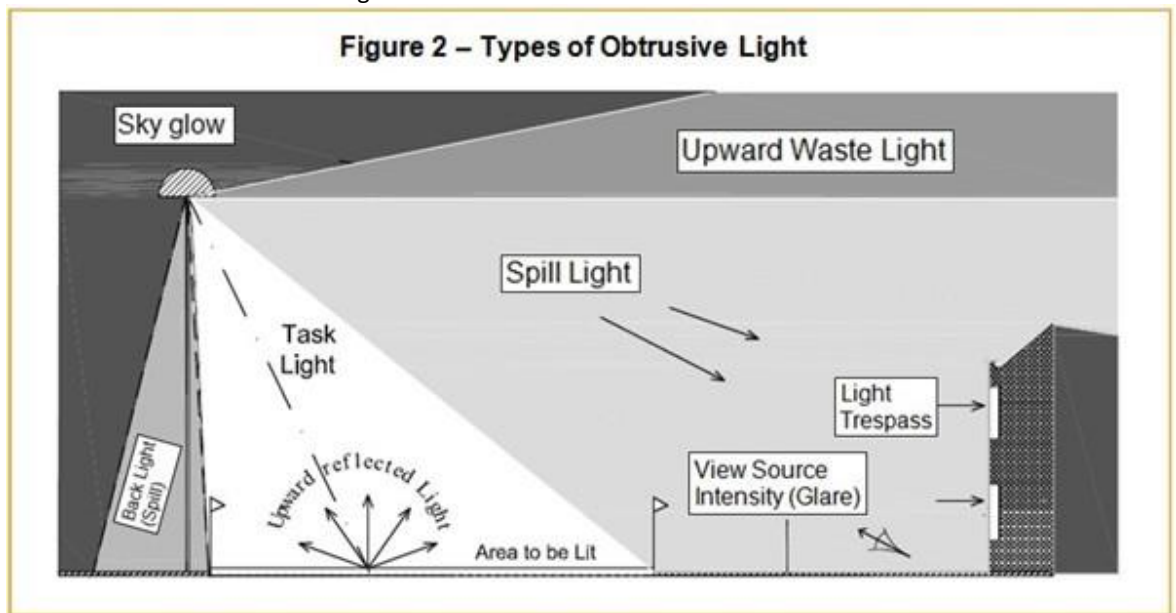 Figure 2 – Types of Obtrusive Light
Sky glow
Upward Waste Light
Spill Light
Task
Light
Light
Trespass
Back Light
(Spill)
Upward reflected Light
View Source
Intensity (Glare)
Area to be Lit